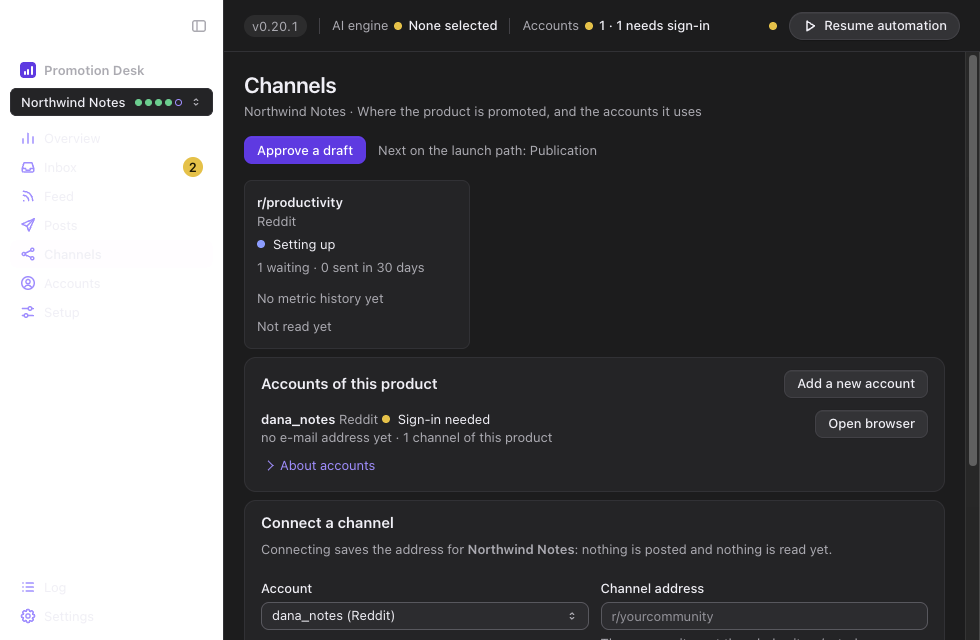 v0.20.1
AI engine None selected
Accounts 1 · 1 needs sign-in
Resume automation
Promotion Desk
Northwind Notes
Overview
Inbox 2
Feed
Posts
Channels
Accounts
Setup
Log
Settings
Channels
Northwind Notes · Where the product is promoted, and the accounts it uses
Approve a draft
Next on the launch path: Publication
r/productivity
Reddit
Setting up
1 waiting · 0 sent in 30 days
No metric history yet
Not read yet
Accounts of this product
Add a new account
dana_notes Reddit Sign-in needed
no e-mail address yet · 1 channel of this product
Open browser
About accounts
Connect a channel
Connecting saves the address for Northwind Notes: nothing is posted and nothing is read yet.
Account
dana_notes (Reddit)
Channel address
r/yourcommunity